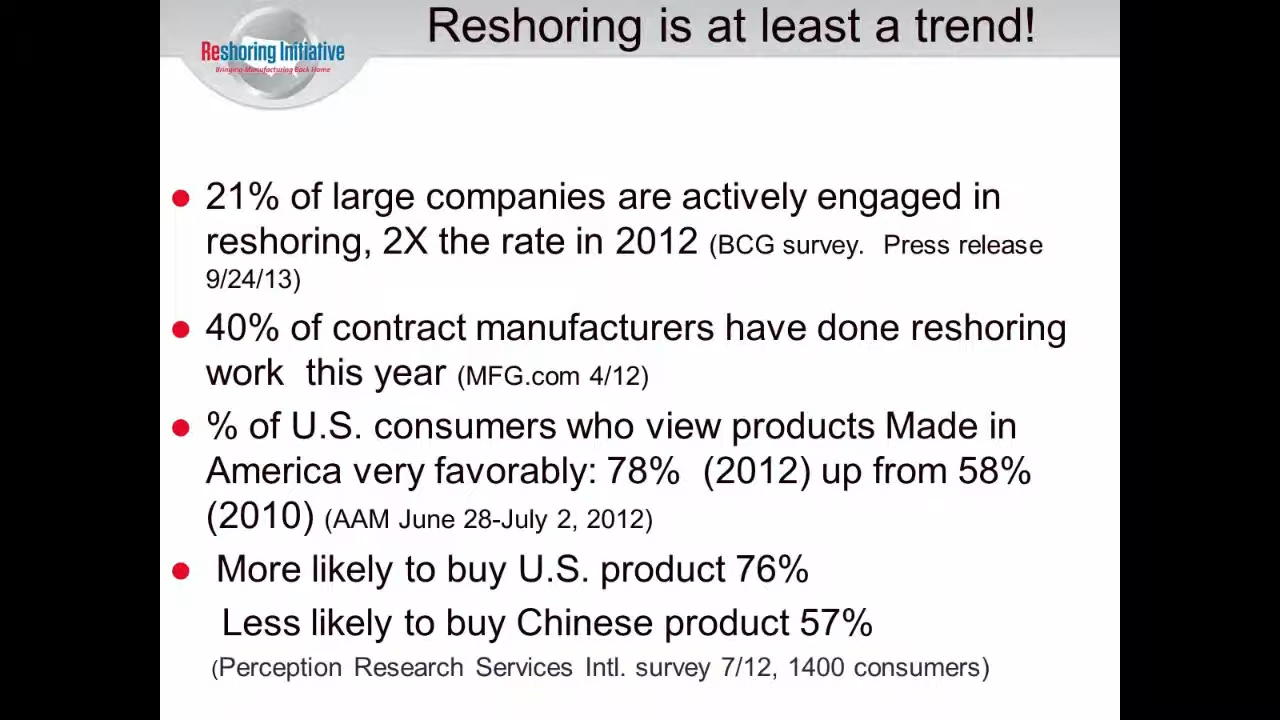 Reshoring is at least a trend!
Reshoring Initiative
Bringing Manufacturing Back Home
21% of large companies are actively engaged in
reshoring, 2X the rate in 2012 (BCG survey. Press release
9/24/13)
40% of contract manufacturers have done reshoring
work this year (MFG.com 4/12)
% of U.S. consumers who view products Made in
America very favorably: 78% (2012) up from 58%
(2010) (AAM June 28-July 2, 2012)
More likely to buy U.S. product 76%
Less likely to buy Chinese product 57%
(Perception Research Services Intl. survey 7/12, 1400 consumers)